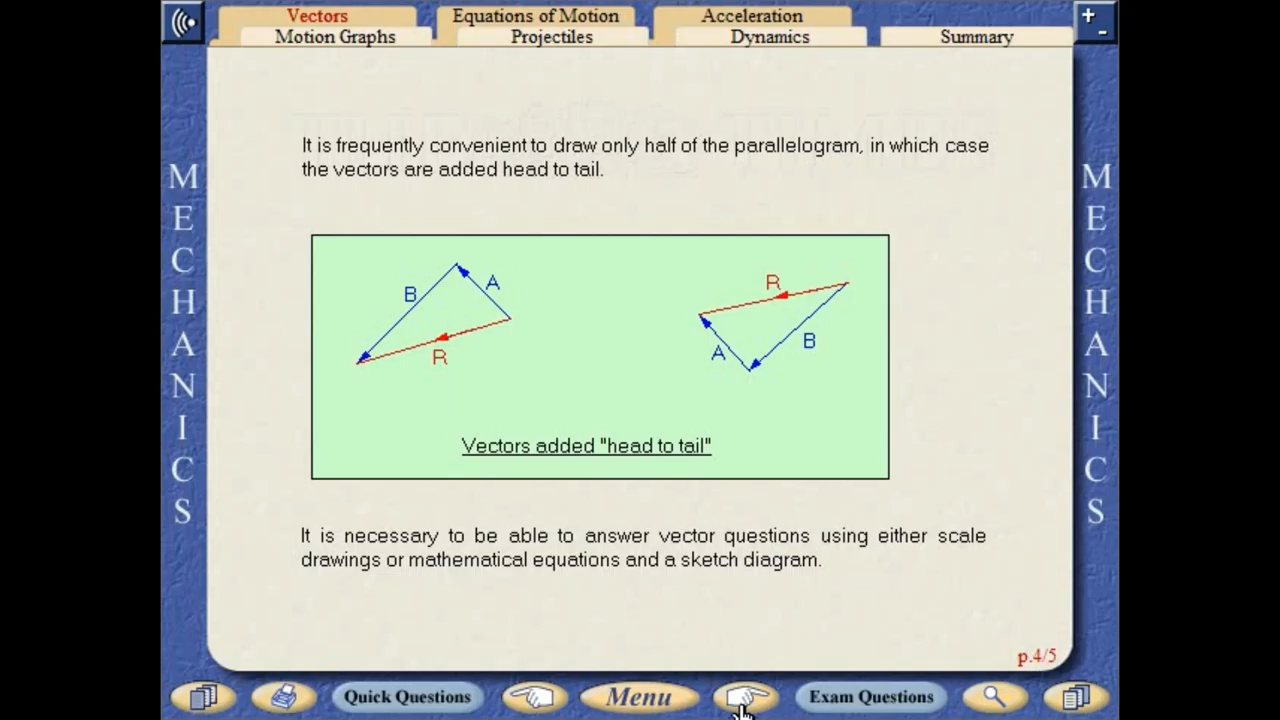 Vectors
Equations of Motion
Acceleration
Motion Graphs
Projectiles
Dynamics
Summary
+
-
MECHANICS
MECHANICS
It is frequently convenient to draw only half of the parallelogram, in which case
the vectors are added head to tail.
B
A
R
R
A
B
Vectors added "head to tail"
It is necessary to be able to answer vector questions using either scale
drawings or mathematical equations and a sketch diagram.
p.4/5
Quick Questions
Menu
Exam Questions